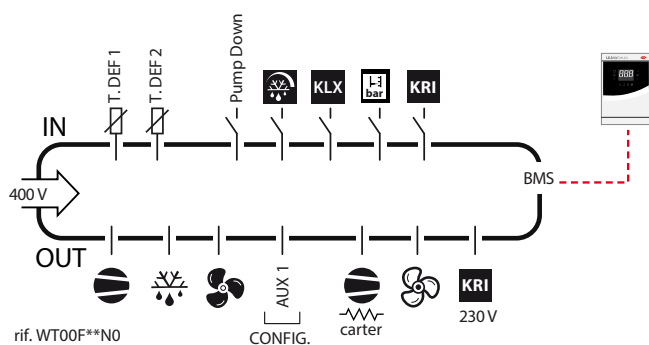 T. DEF 1
T. DEF 2
Pump Down
KLX
bar
KRI
IN
400 V
BMS
OUT
AUX 1
KRI
230 V
carter
CONFIG.
rif. WT00F**N0